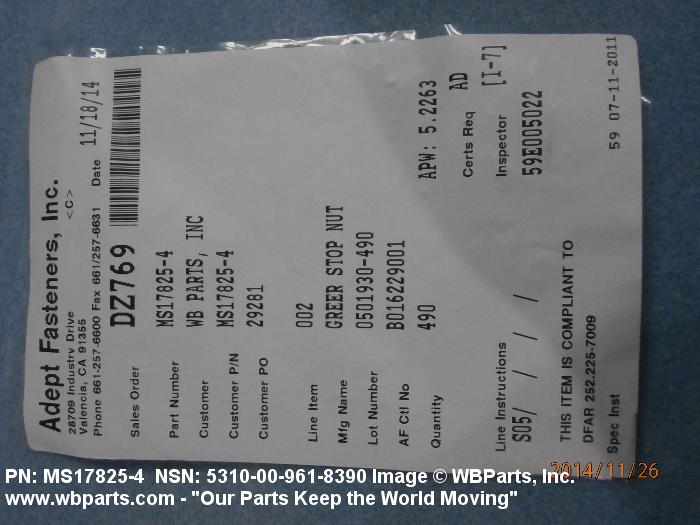 Adept Fasteners, Inc.
28709 Industry Drive <C>
Valencia, CA 91355
Phone 661-257-6600 Fax 661/257-6631 Date 11/18/14
Sales Order DZ769
Part Number MS17825-4
Customer WB PARTS, INC
Customer P/N MS17825-4
Customer PO 29281
Line Item 002
Mfg Name GREER STOP NUT
Lot Number 0501930-490
AF Ctl No B016229001
Quantity 490 APW: 5.2263
Certs Req AD
Line Instructions Inspector [I-7]
S05/ / / / 59E005022
THIS ITEM IS COMPLIANT TO
DFAR 252.225-7009
Spec Inst 59 07-11-2011
2014/11/26
PN: MS17825-4 NSN: 5310-00-961-8390 Image © WBParts, Inc.
www.wbparts.com - "Our Parts Keep the World Moving"